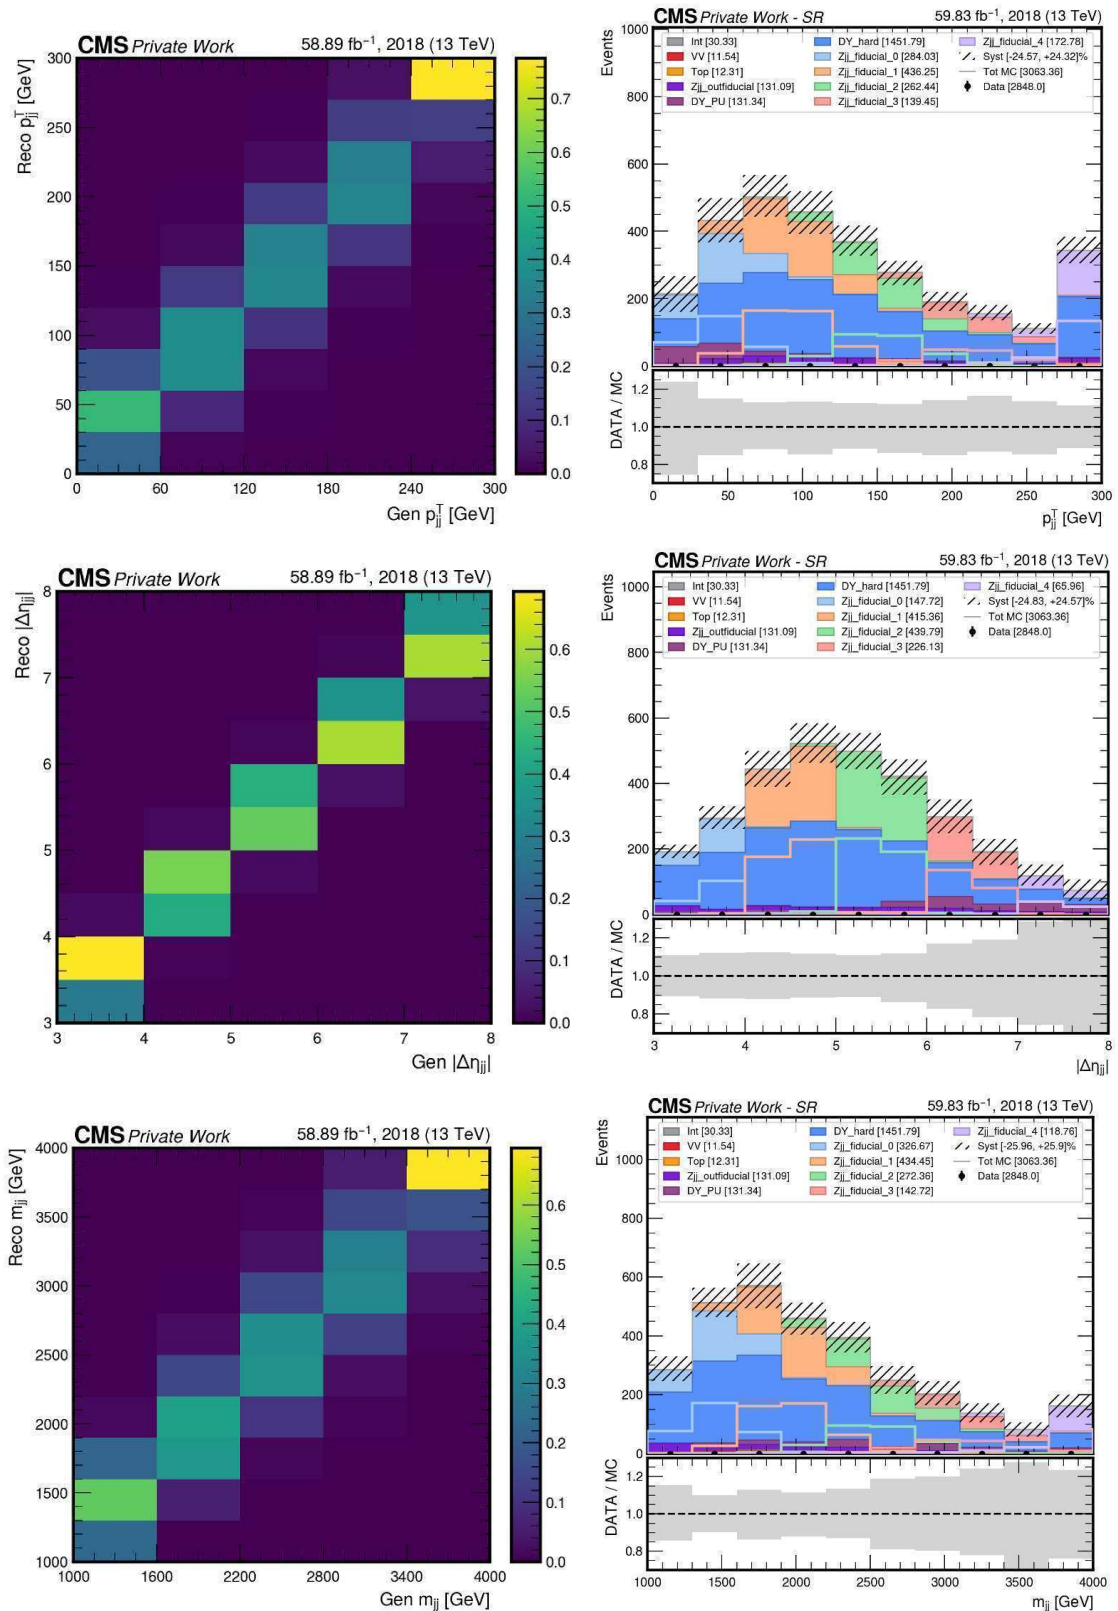 CMS Private Work
58.89 fb⁻¹, 2018 (13 TeV)
Reco p_jj^T [GeV]
300
250
200
150
100
50
0
0 60 120 180 240 300
Gen p_jj^T [GeV]
0.7
0.6
0.5
0.4
0.3
0.2
0.1
0.0
CMS Private Work - SR
59.83 fb⁻¹, 2018 (13 TeV)
Events
1000
800
600
400
200
0
Int [30.33]
VV [11.54]
Top [12.31]
Zjj_outfiducial [131.09]
DY_PU [131.34]
DY_hard [1451.79]
Zjj_fiducial_0 [284.03]
Zjj_fiducial_1 [436.25]
Zjj_fiducial_2 [262.44]
Zjj_fiducial_3 [139.45]
Zjj_fiducial_4 [172.78]
Syst [-24.57, +24.32]%
Tot MC [3063.36]
Data [2848.0]
DATA / MC
1.2
1.0
0.8
0 50 100 150 200 250 300
p_jj^T [GeV]
CMS Private Work
58.89 fb⁻¹, 2018 (13 TeV)
Reco |Δη_jj|
8
7
6
5
4
3
3 4 5 6 7 8
Gen |Δη_jj|
0.6
0.5
0.4
0.3
0.2
0.1
0.0
CMS Private Work - SR
59.83 fb⁻¹, 2018 (13 TeV)
Events
1000
800
600
400
200
0
Int [30.33]
VV [11.54]
Top [12.31]
Zjj_outfiducial [131.09]
DY_PU [131.34]
DY_hard [1451.79]
Zjj_fiducial_0 [147.72]
Zjj_fiducial_1 [415.36]
Zjj_fiducial_2 [439.79]
Zjj_fiducial_3 [226.13]
Zjj_fiducial_4 [65.96]
Syst [-24.83, +24.57]%
Tot MC [3063.36]
Data [2848.0]
DATA / MC
1.2
1.0
0.8
3 4 5 6 7 8
|Δη_jj|
CMS Private Work
58.89 fb⁻¹, 2018 (13 TeV)
Reco m_jj [GeV]
4000
3500
3000
2500
2000
1500
1000
1000 1600 2200 2800 3400 4000
Gen m_jj [GeV]
0.6
0.5
0.4
0.3
0.2
0.1
0.0
CMS Private Work - SR
59.83 fb⁻¹, 2018 (13 TeV)
Events
1000
800
600
400
200
0
Int [30.33]
VV [11.54]
Top [12.31]
Zjj_outfiducial [131.09]
DY_PU [131.34]
DY_hard [1451.79]
Zjj_fiducial_0 [326.67]
Zjj_fiducial_1 [434.45]
Zjj_fiducial_2 [272.36]
Zjj_fiducial_3 [142.72]
Zjj_fiducial_4 [118.76]
Syst [-25.96, +25.9]%
Tot MC [3063.36]
Data [2848.0]
DATA / MC
1.2
1.0
0.8
1000 1500 2000 2500 3000 3500 4000
m_jj [GeV]